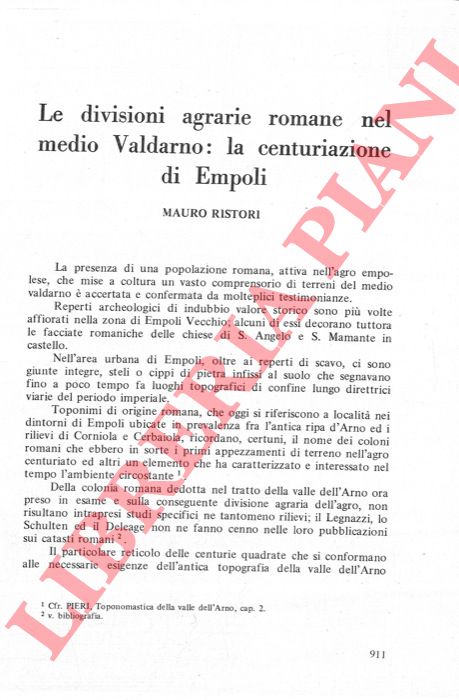 Le divisioni agrarie romane nel
medio Valdarno: la centuriazione
di Empoli
MAURO RISTORI
La presenza di una popolazione romana, attiva nell'agro empo-
lese, che mise a coltura un vasto comprensorio di terreni del medio
valdarno è accertata e confermata da molteplici testimonianze.
Reperti archeologici di indubbio valore storico sono più volte
affiorati nella zona di Empoli Vecchio; alcuni di essi decorano tuttora
le facciate romaniche delle chiese di S. Angelo e S. Mamante in
castello.
Nell'area urbana di Empoli, oltre ai reperti di scavo, ci sono
giunte integre, steli o cippi di pietra infissi al suolo che segnavano
fino a poco tempo fa luoghi topografici di confine lungo direttrici
viarie del periodo imperiale.
Toponimi di origine romana, che oggi si riferiscono a località nei
dintorni di Empoli ubicate in prevalenza fra l'antica ripa d'Arno ed i
rilievi di Corniola e Cerbaiola, ricordano, certuni, il nome dei coloni
romani che ebbero in sorte i primi appezzamenti di terreno nell'agro
centuriato ed altri un elemento che ha caratterizzato e interessato nel
tempo l'ambiente circostante 1.
Della colonia romana dedotta nel tratto della valle dell'Arno ora
preso in esame e sulla conseguente divisione agraria dell'agro, non
risultano intrapresi studi specifici ne tantomeno rilievi; il Legnazzi, lo
Schulten ed il Deleage non ne fanno cenno nelle loro pubblicazioni
sui catasti romani 2.
Il particolare reticolo delle centurie quadrate che si conformano
alle necessarie esigenze dell'antica topografia della valle dell'Arno
1 Cfr. PIERI, Toponomastica della valle dell'Arno, cap. 2.
2 v. bibliografia.
911
LIBRERIA PIANI